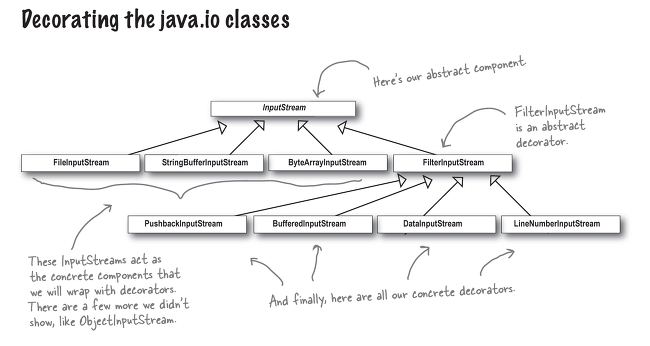 Decorating the java.io classes
Here's our abstract component
InputStream
FilterInputStream
is an abstract
decorator.
FileInputStream
StringBufferInputStream
ByteArrayInputStream
FilterInputStream
PushbackInputStream
BufferedInputStream
DataInputStream
LineNumberInputStream
These InputStreams act as
the concrete components that
we will wrap with decorators.
There are a few more we didn't
show, like ObjectInputStream.
And finally, here are all our concrete decorators.